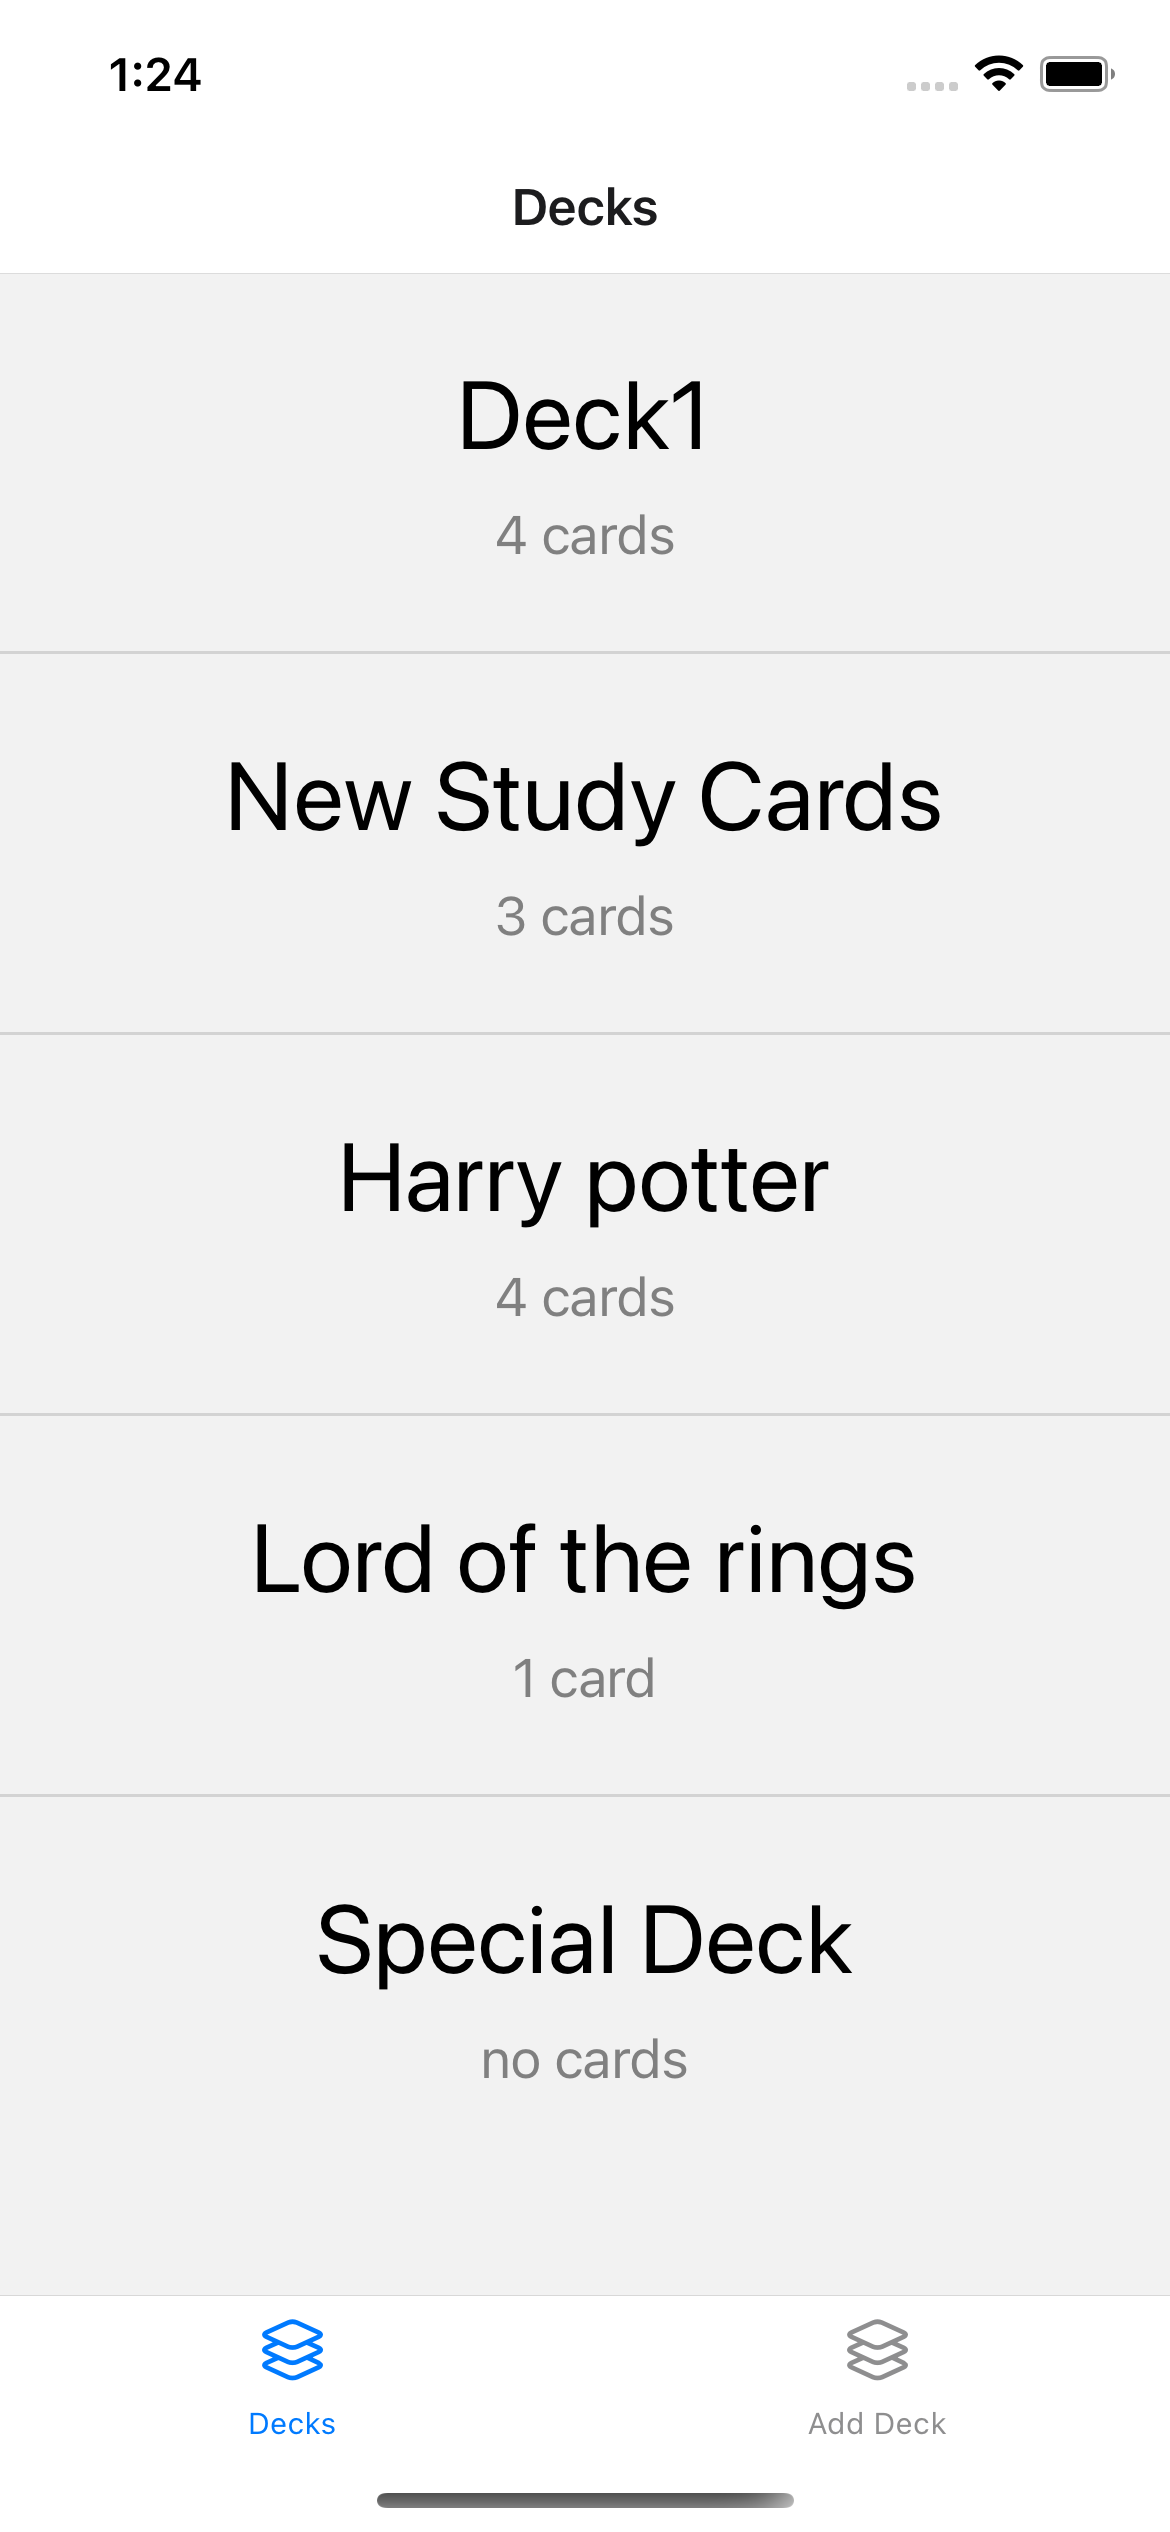 1:24
Decks
Deck1
4 cards
New Study Cards
3 cards
Harry potter
4 cards
Lord of the rings
1 card
Special Deck
no cards
Decks
Add Deck